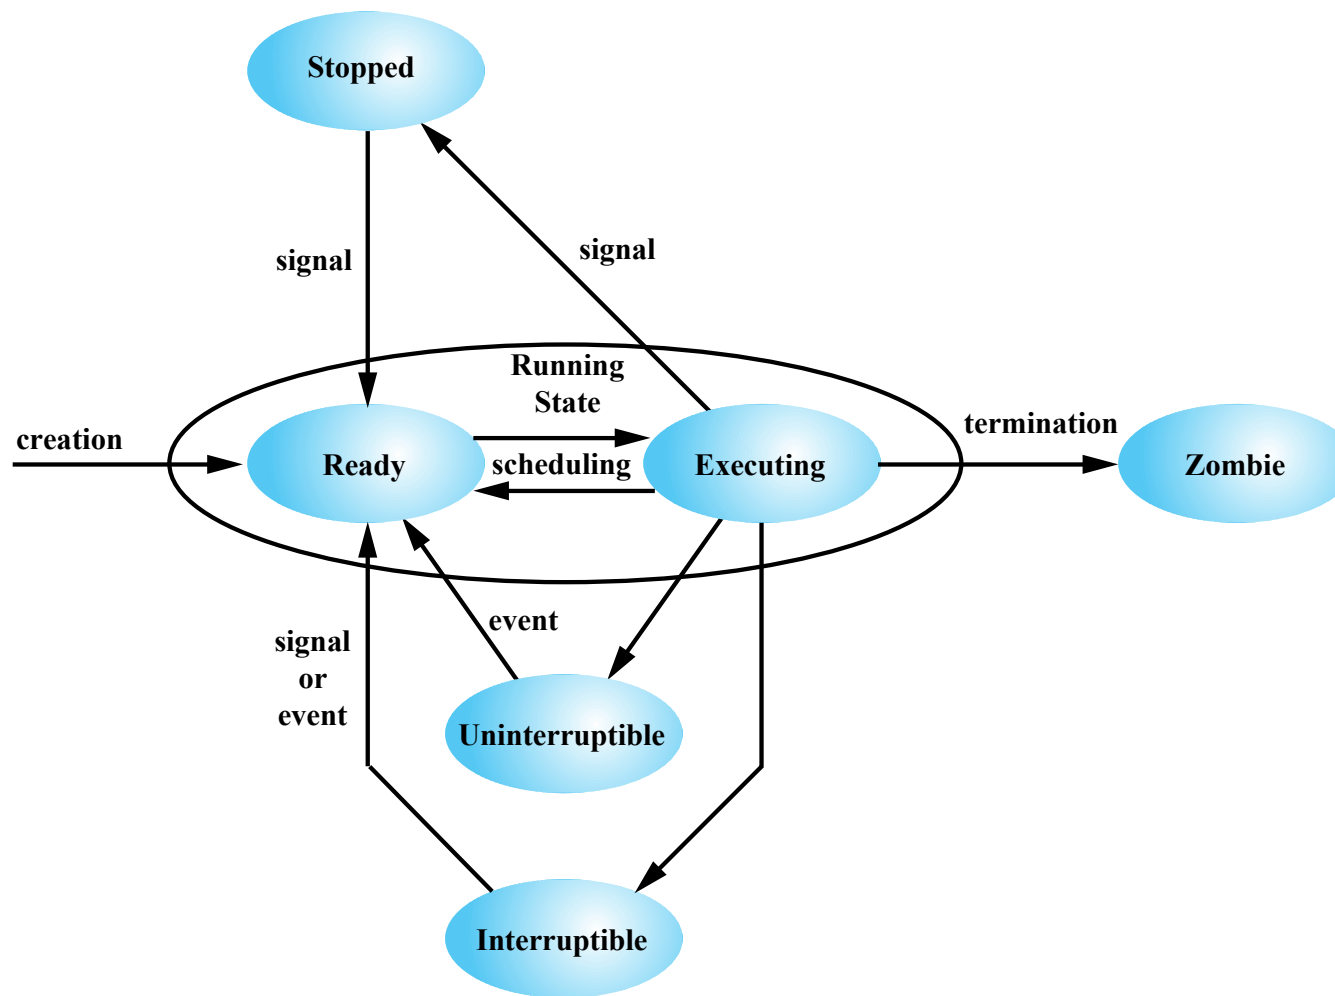 Stopped
signal
signal
Running
State
creation
Ready
scheduling
Executing
termination
Zombie
event
signal
or
event
Uninterruptible
Interruptible